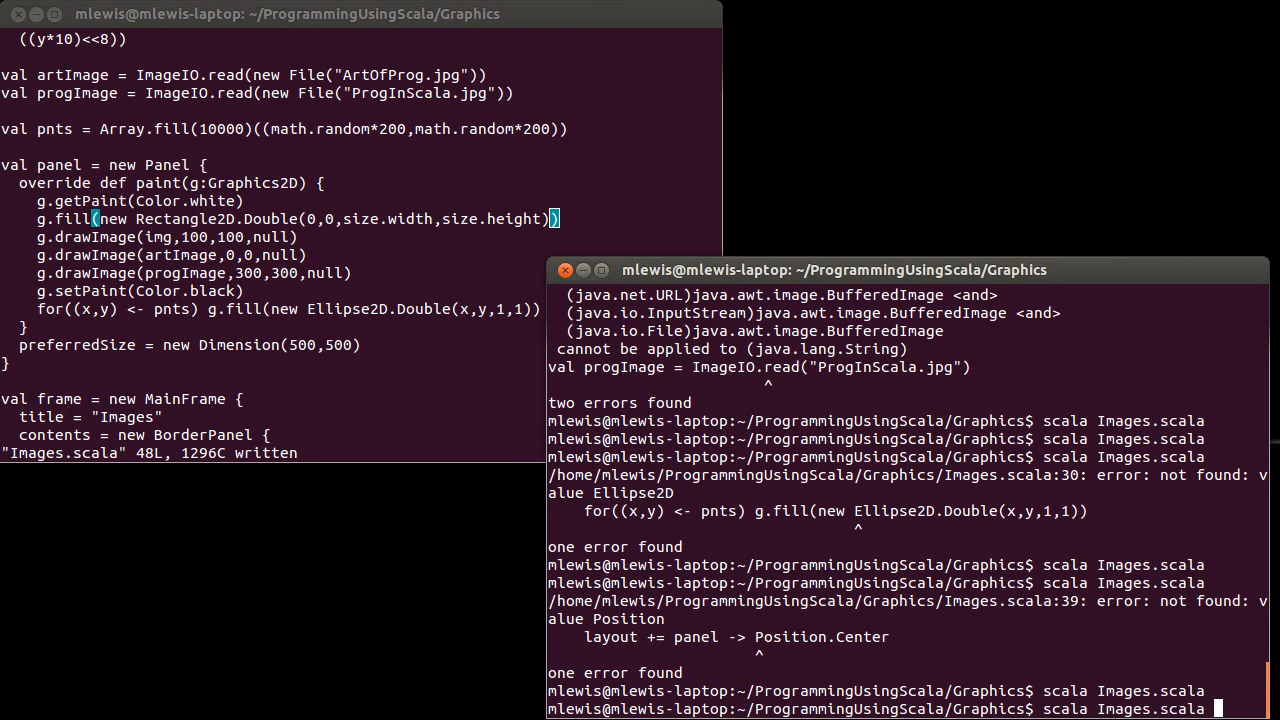 mlewis@mlewis-laptop: ~/ProgrammingUsingScala/Graphics
((y*10)<<8))
val artImage = ImageIO.read(new File("ArtOfProg.jpg"))
val progImage = ImageIO.read(new File("ProgInScala.jpg"))
val pnts = Array.fill(10000)((math.random*200,math.random*200))
val panel = new Panel {
override def paint(g:Graphics2D) {
g.getPaint(Color.white)
g.fill(new Rectangle2D.Double(0,0,size.width,size.height))
g.drawImage(img,100,100,null)
g.drawImage(artImage,0,0,null)
g.drawImage(progImage,300,300,null)
g.setPaint(Color.black)
for((x,y) <- pnts) g.fill(new Ellipse2D.Double(x,y,1,1))
}
preferredSize = new Dimension(500,500)
}
val frame = new MainFrame {
title = "Images"
contents = new BorderPanel {
"Images.scala" 48L, 1296C written
mlewis@mlewis-laptop: ~/ProgrammingUsingScala/Graphics
(java.net.URL)java.awt.image.BufferedImage <and>
(java.io.InputStream)java.awt.image.BufferedImage <and>
(java.io.File)java.awt.image.BufferedImage
cannot be applied to (java.lang.String)
val progImage = ImageIO.read("ProgInScala.jpg")
^
two errors found
mlewis@mlewis-laptop:~/ProgrammingUsingScala/Graphics$ scala Images.scala
mlewis@mlewis-laptop:~/ProgrammingUsingScala/Graphics$ scala Images.scala
mlewis@mlewis-laptop:~/ProgrammingUsingScala/Graphics$ scala Images.scala
/home/mlewis/ProgrammingUsingScala/Graphics/Images.scala:30: error: not found: v
alue Ellipse2D
for((x,y) <- pnts) g.fill(new Ellipse2D.Double(x,y,1,1))
^
one error found
mlewis@mlewis-laptop:~/ProgrammingUsingScala/Graphics$ scala Images.scala
mlewis@mlewis-laptop:~/ProgrammingUsingScala/Graphics$ scala Images.scala
/home/mlewis/ProgrammingUsingScala/Graphics/Images.scala:39: error: not found: v
alue Position
layout += panel -> Position.Center
^
one error found
mlewis@mlewis-laptop:~/ProgrammingUsingScala/Graphics$ scala Images.scala
mlewis@mlewis-laptop:~/ProgrammingUsingScala/Graphics$ scala Images.scala